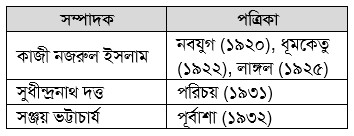 সম্পাদক পত্রিকা
কাজী নজরুল ইসলাম নবযুগ (১৯২০), ধূমকেতু
(১৯২২), লাঙ্গল (১৯২৫)
সুধীন্দ্রনাথ দত্ত পরিচয় (১৯৩১)
সঞ্জয় ভট্টাচার্য পূর্বাশা (১৯৩২)